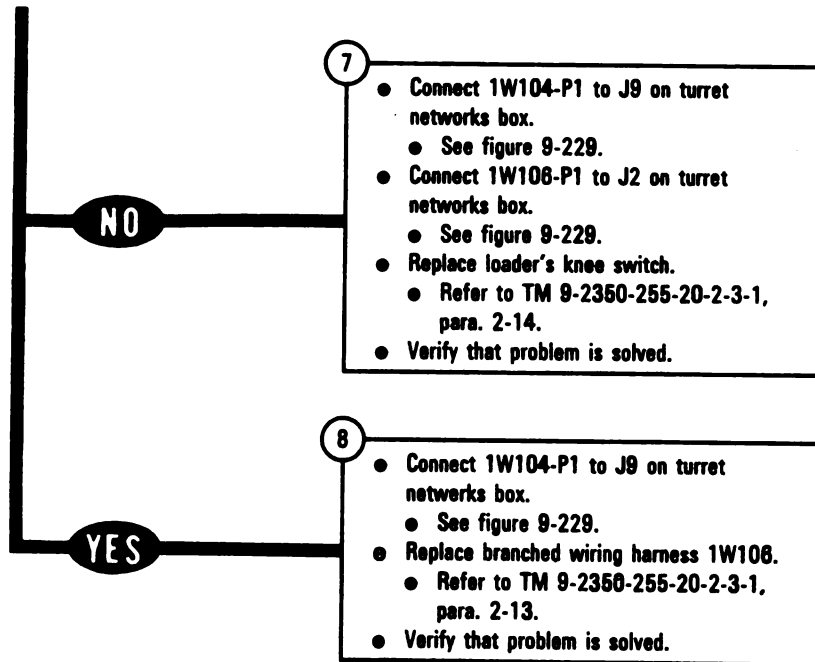 7
● Connect 1W104-P1 to J9 on turret
networks box.
● See figure 9-229.
● Connect 1W106-P1 to J2 on turret
networks box.
● See figure 9-229.
NO
● Replace loader's knee switch.
● Refer to TM 9-2350-255-20-2-3-1,
para. 2-14.
● Verify that problem is solved.
8
● Connect 1W104-P1 to J9 on turret
networks box.
● See figure 9-229.
YES
● Replace branched wiring harness 1W106.
● Refer to TM 9-2350-255-20-2-3-1,
para. 2-13.
● Verify that problem is solved.